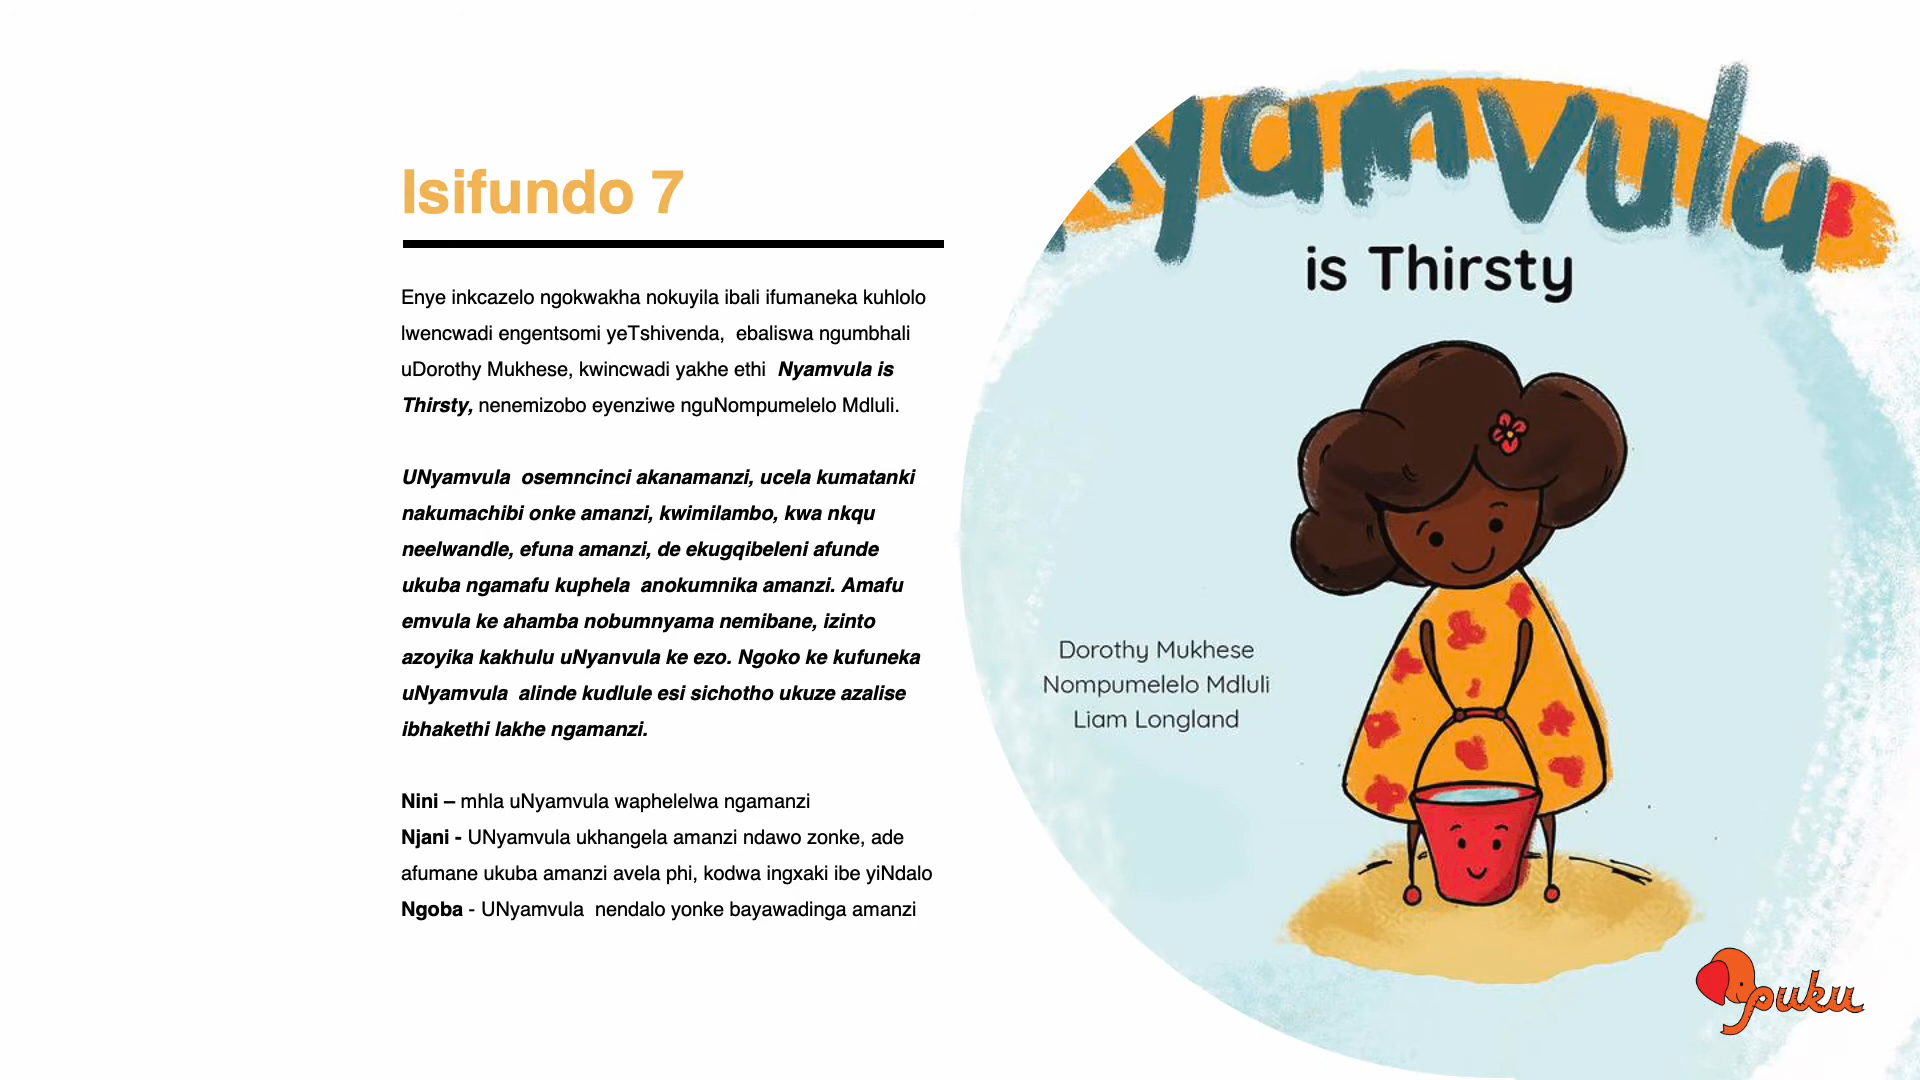 Isifundo 7
Enye inkcazelo ngokwakha nokuyila ibali ifumaneka kuhlolo
lwencwadi engentsomi yeTshivenda, ebaliswa ngumbhali
uDorothy Mukhese, kwincwadi yakhe ethi Nyamvula is
Thirsty, nenemizobo eyenziwe nguNompumelelo Mdluli.
UNyamvula osemncinci akanamanzi, ucela kumatanki
nakumachibi onke amanzi, kwimilambo, kwa nkqu
neelwandle, efuna amanzi, de ekugqibeleni afunde
ukuba ngamafu kuphela anokumnika amanzi. Amafu
emvula ke ahamba nobumnyama nemibane, izinto
azoyika kakhulu uNyanvula ke ezo. Ngoko ke kufuneka
uNyamvula alinde kudlule esi sichotho ukuze azalise
ibhakethi lakhe ngamanzi.
Nini – mhla uNyamvula waphelelwa ngamanzi
Njani - UNyamvula ukhangela amanzi ndawo zonke, ade
afumane ukuba amanzi avela phi, kodwa ingxaki ibe yiNdalo
Ngoba - UNyamvula nendalo yonke bayawadinga amanzi
Nyamvula
is Thirsty
Dorothy Mukhese
Nompumelelo Mdluli
Liam Longland
puku